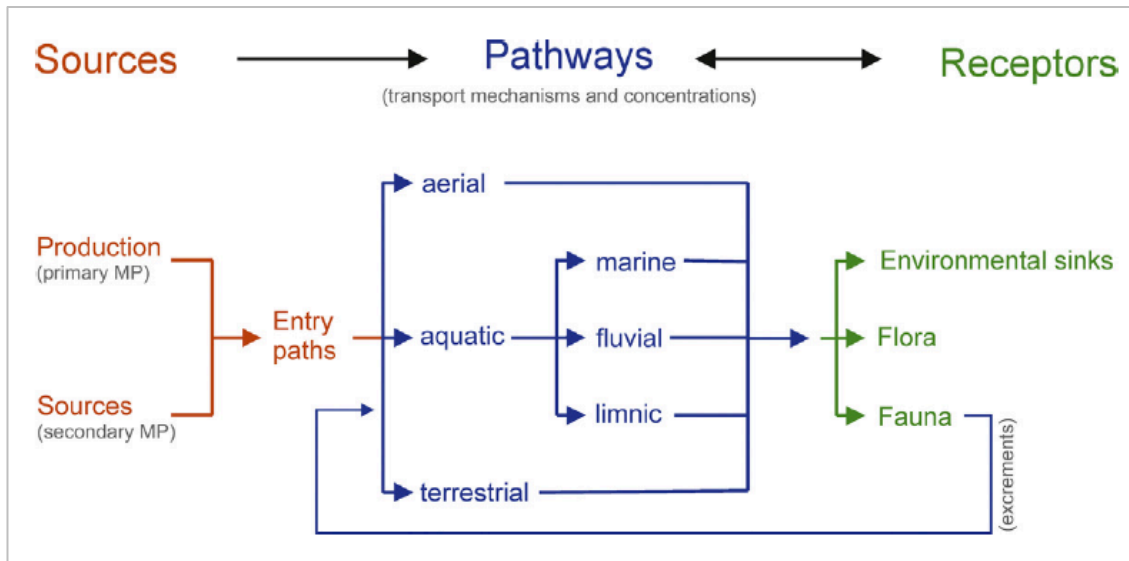 Sources
Pathways
Receptors
(transport mechanisms and concentrations)
aerial
Production
(primary MP)
marine
Environmental sinks
Entry
paths
aquatic
fluvial
Flora
Sources
(secondary MP)
limnic
Fauna
terrestrial
(excrements)